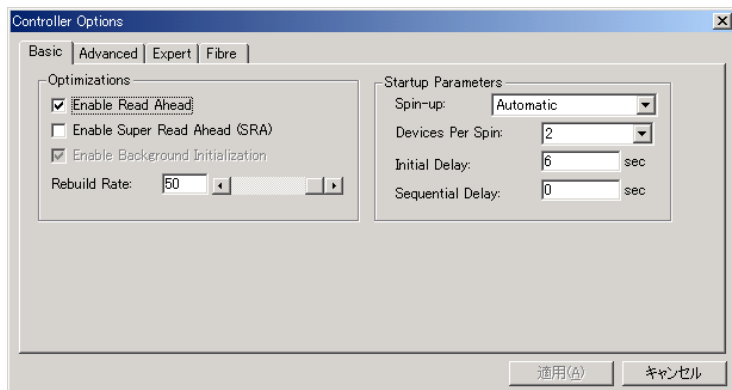 Controller Options
Basic Advanced Expert Fibre
Optimizations
Enable Read Ahead
Enable Super Read Ahead (SRA)
Enable Background Initialization
Rebuild Rate: 50
Startup Parameters
Spin-up: Automatic
Devices Per Spin: 2
Initial Delay: 6 sec
Sequential Delay: 0 sec
適用(A) キャンセル